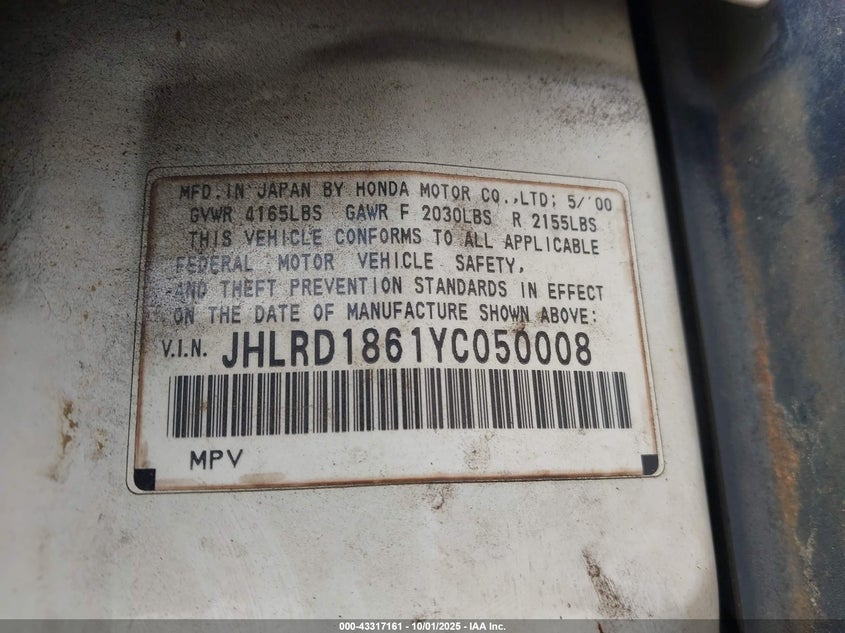 MFD. IN JAPAN BY HONDA MOTOR CO.,LTD; 5/'00
GVWR 4165LBS GAWR F 2030LBS R 2155LBS
THIS VEHICLE CONFORMS TO ALL APPLICABLE
FEDERAL MOTOR VEHICLE SAFETY,
AND THEFT PREVENTION STANDARDS IN EFFECT
ON THE DATE OF MANUFACTURE SHOWN ABOVE:
V.I.N. JHLRD1861YC050008
MPV
000-43317161 - 10/01/2025 - IAA Inc.